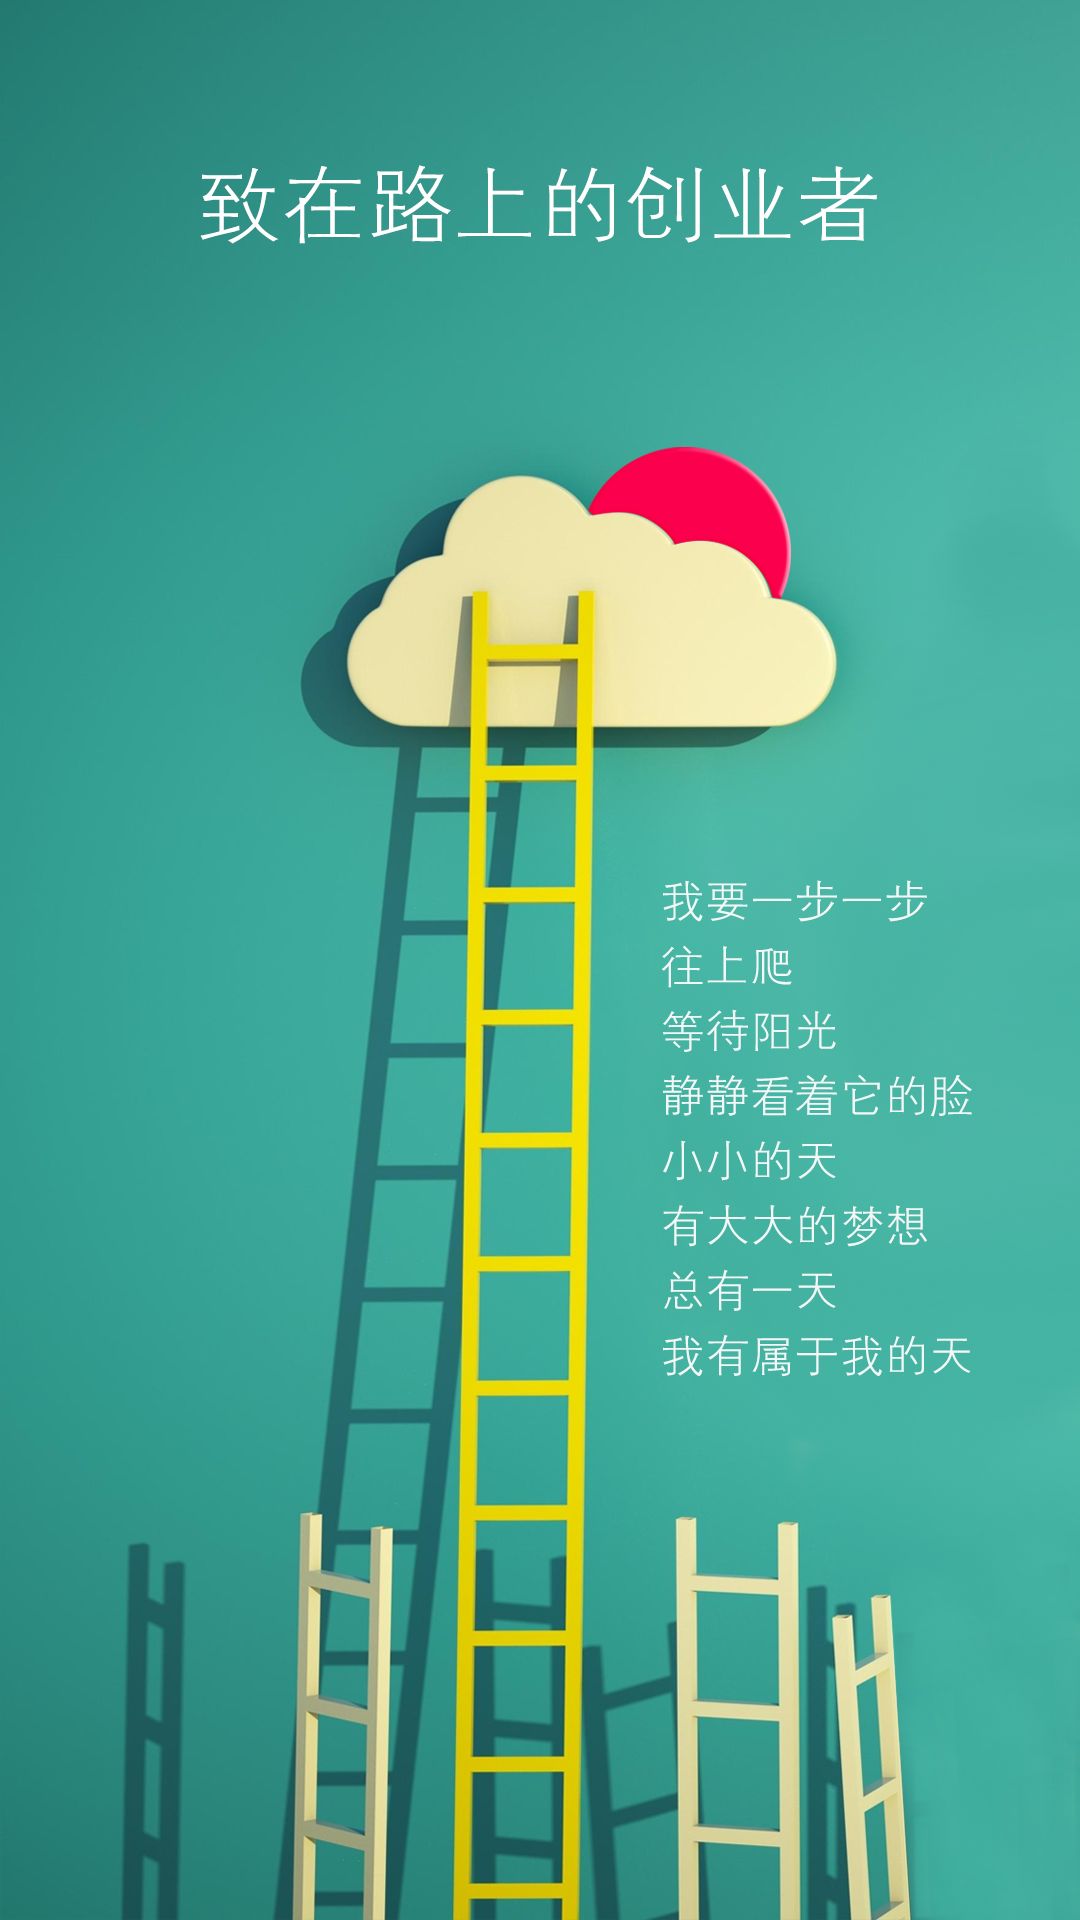 致在路上的创业者
我要一步一步
往上爬
等待阳光
静静看着它的脸
小小的天
有大大的梦想
总有一天
我有属于我的天